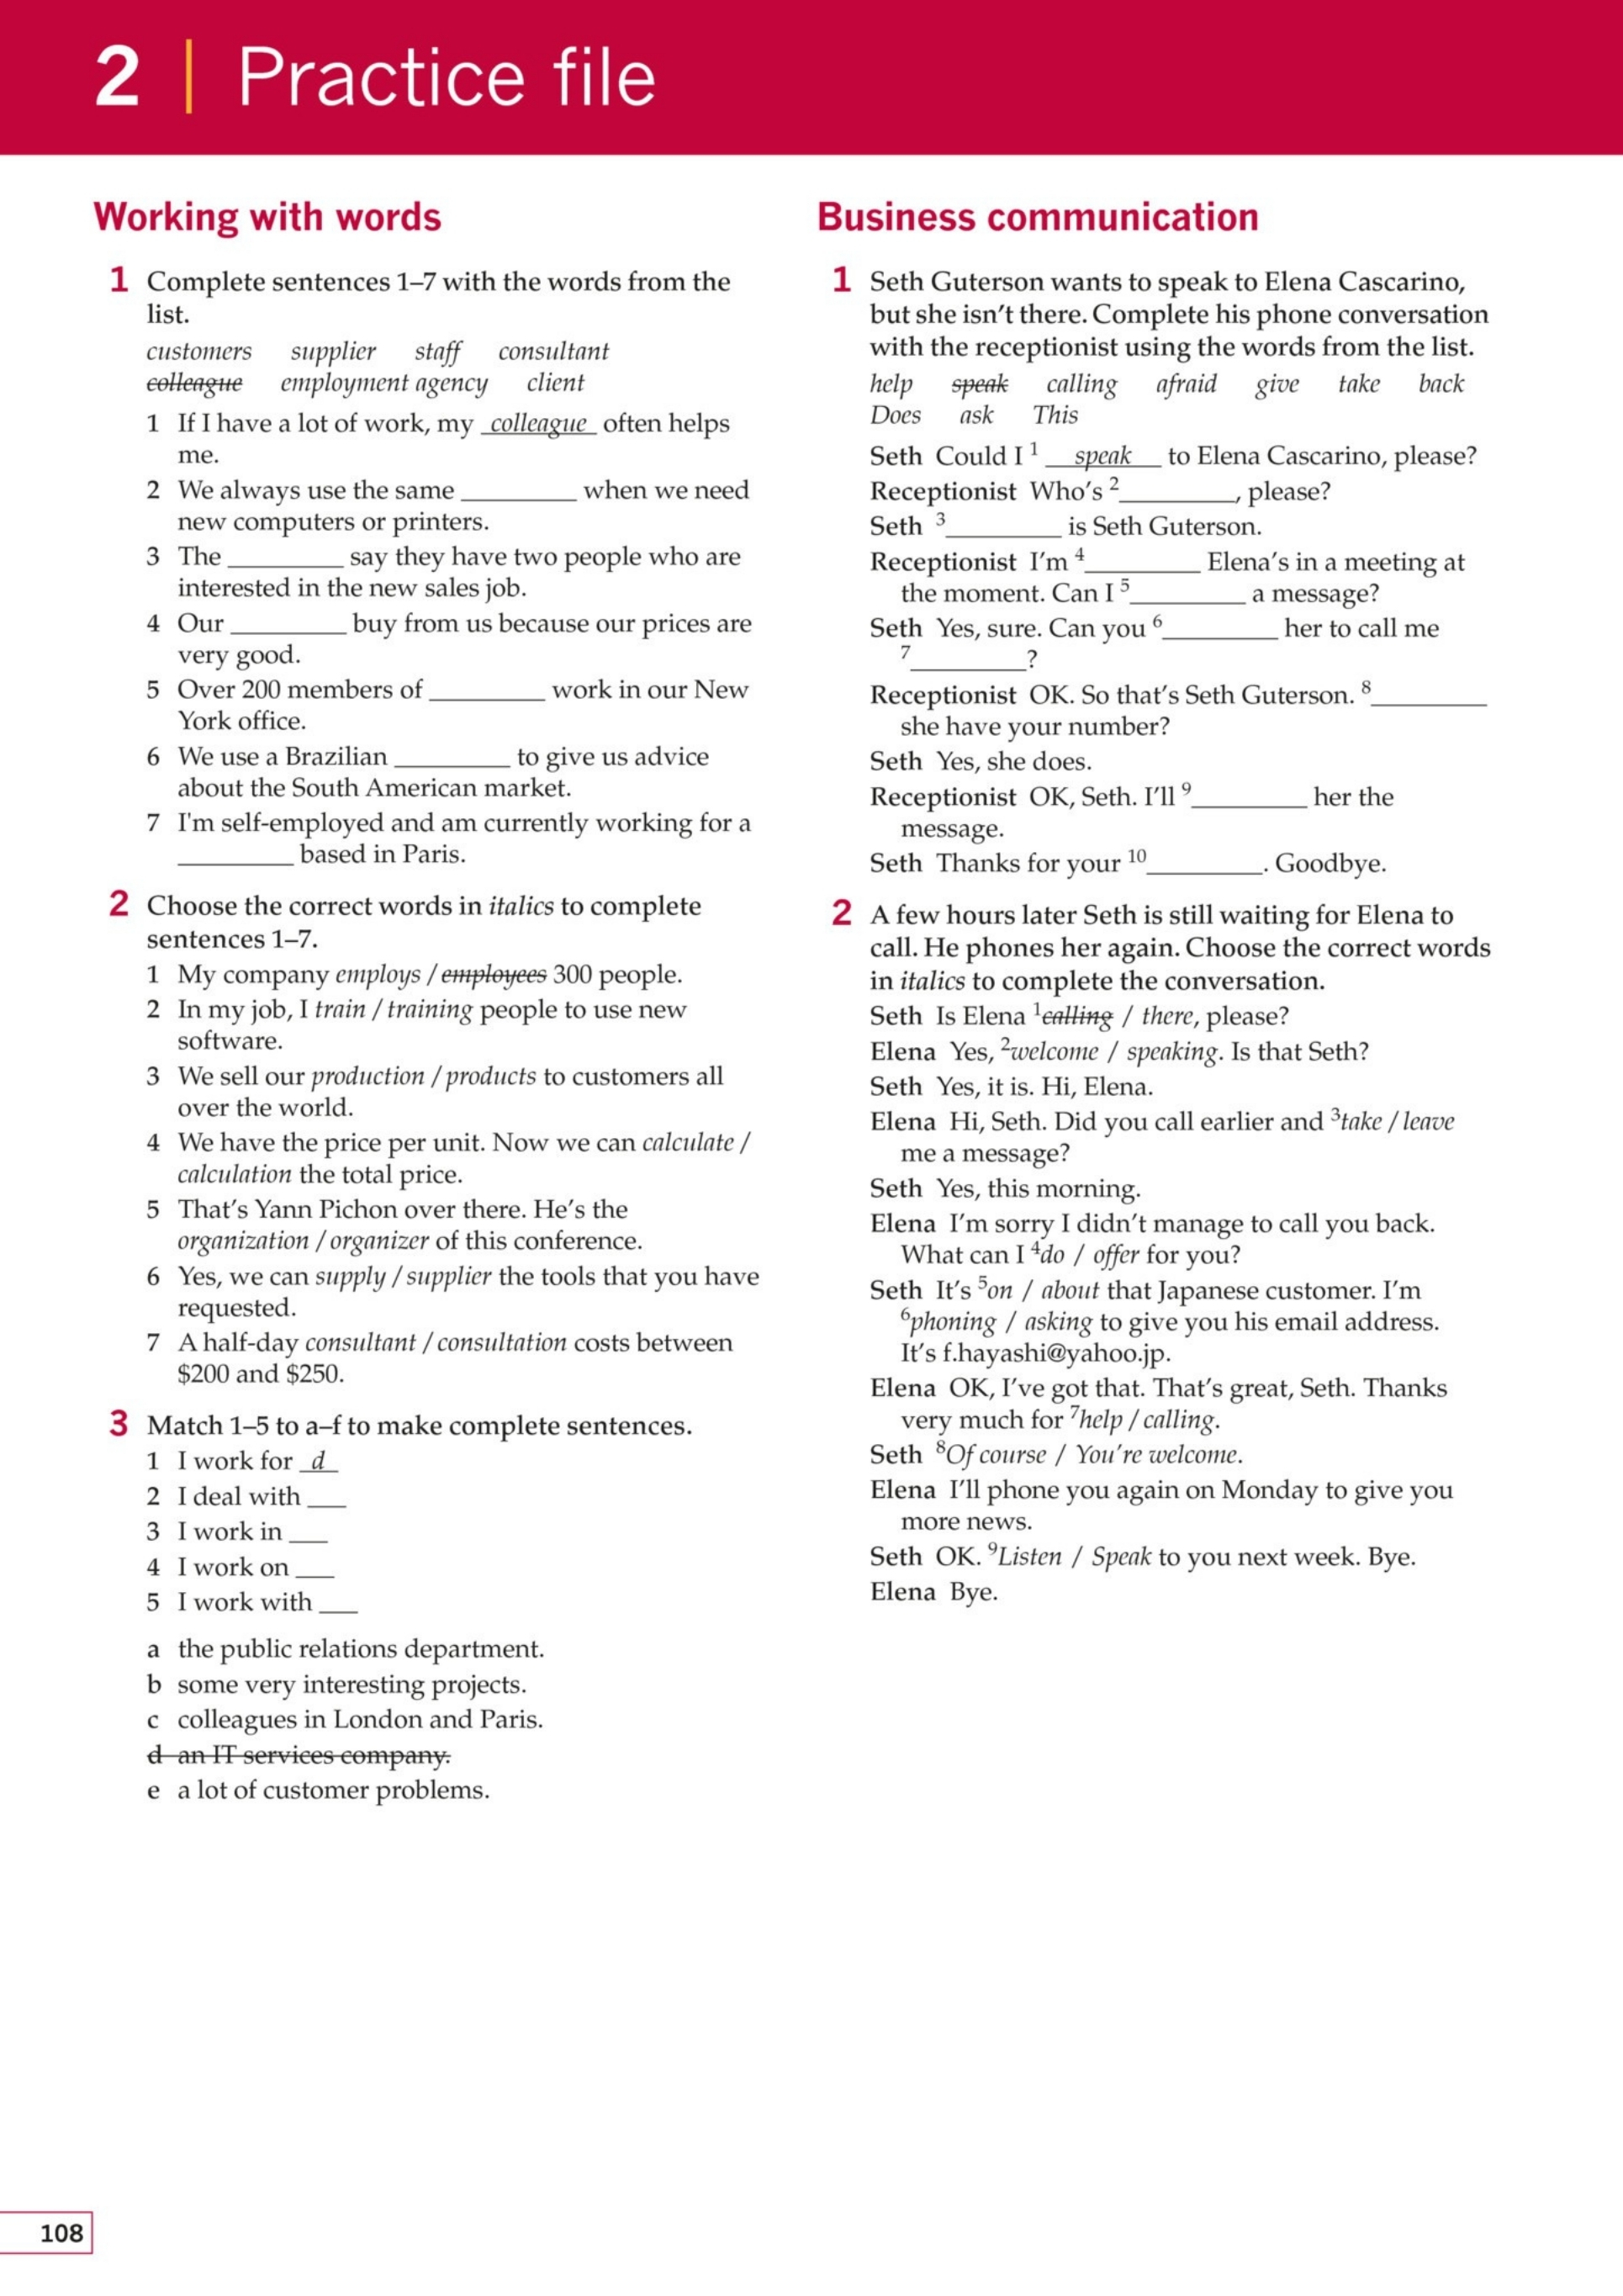 2 | Practice file
Working with words
1 Complete sentences 1–7 with the words from the
list.
customers supplier staff consultant
colleague employment agency client
1 If I have a lot of work, my colleague often helps
me.
2 We always use the same ________ when we need
new computers or printers.
3 The ________ say they have two people who are
interested in the new sales job.
4 Our ________ buy from us because our prices are
very good.
5 Over 200 members of ________ work in our New
York office.
6 We use a Brazilian ________ to give us advice
about the South American market.
7 I'm self-employed and am currently working for a
________ based in Paris.
2 Choose the correct words in italics to complete
sentences 1–7.
1 My company employs / employees 300 people.
2 In my job, I train / training people to use new
software.
3 We sell our production / products to customers all
over the world.
4 We have the price per unit. Now we can calculate /
calculation the total price.
5 That's Yann Pichon over there. He's the
organization / organizer of this conference.
6 Yes, we can supply / supplier the tools that you have
requested.
7 A half-day consultant / consultation costs between
$200 and $250.
3 Match 1–5 to a–f to make complete sentences.
1 I work for d
2 I deal with ___
3 I work in ___
4 I work on ___
5 I work with ___
a the public relations department.
b some very interesting projects.
c colleagues in London and Paris.
d an IT services company.
e a lot of customer problems.
Business communication
1 Seth Guterson wants to speak to Elena Cascarino,
but she isn't there. Complete his phone conversation
with the receptionist using the words from the list.
help speak calling afraid give take back
Does ask This
Seth Could I 1 speak to Elena Cascarino, please?
Receptionist Who's 2________, please?
Seth 3________ is Seth Guterson.
Receptionist I'm 4________ Elena's in a meeting at
the moment. Can I 5________ a message?
Seth Yes, sure. Can you 6________ her to call me
7________?
Receptionist OK. So that's Seth Guterson. 8________
she have your number?
Seth Yes, she does.
Receptionist OK, Seth. I'll 9________ her the
message.
Seth Thanks for your 10________. Goodbye.
2 A few hours later Seth is still waiting for Elena to
call. He phones her again. Choose the correct words
in italics to complete the conversation.
Seth Is Elena 1calling / there, please?
Elena Yes, 2welcome / speaking. Is that Seth?
Seth Yes, it is. Hi, Elena.
Elena Hi, Seth. Did you call earlier and 3take / leave
me a message?
Seth Yes, this morning.
Elena I'm sorry I didn't manage to call you back.
What can I 4do / offer for you?
Seth It's 5on / about that Japanese customer. I'm
6phoning / asking to give you his email address.
It's f.hayashi@yahoo.jp.
Elena OK, I've got that. That's great, Seth. Thanks
very much for 7help / calling.
Seth 8Of course / You're welcome.
Elena I'll phone you again on Monday to give you
more news.
Seth OK. 9Listen / Speak to you next week. Bye.
Elena Bye.
108